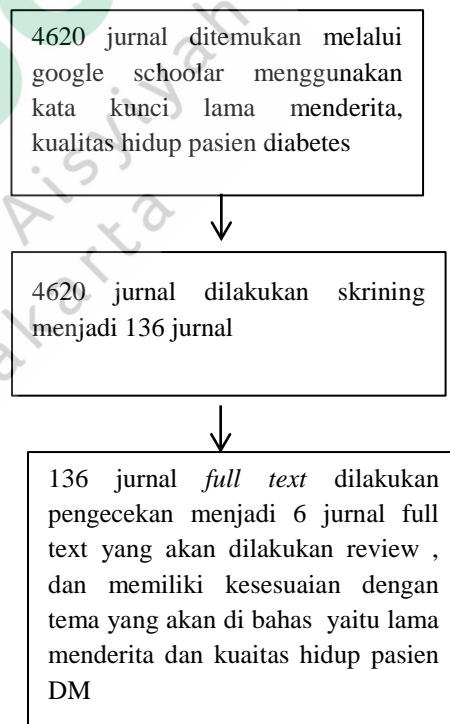 4620 jurnal ditemukan melalui
google schoolar menggunakan
kata kunci lama menderita,
kualitas hidup pasien diabetes
Aisyiyah
akarta
4620 jurnal dilakukan skrining
menjadi 136 jurnal
136 jurnal full text dilakukan
pengecekan menjadi 6 jurnal full
text yang akan dilakukan review ,
dan memiliki kesesuaian dengan
tema yang akan di bahas yaitu lama
menderita dan kuaitas hidup pasien
DM